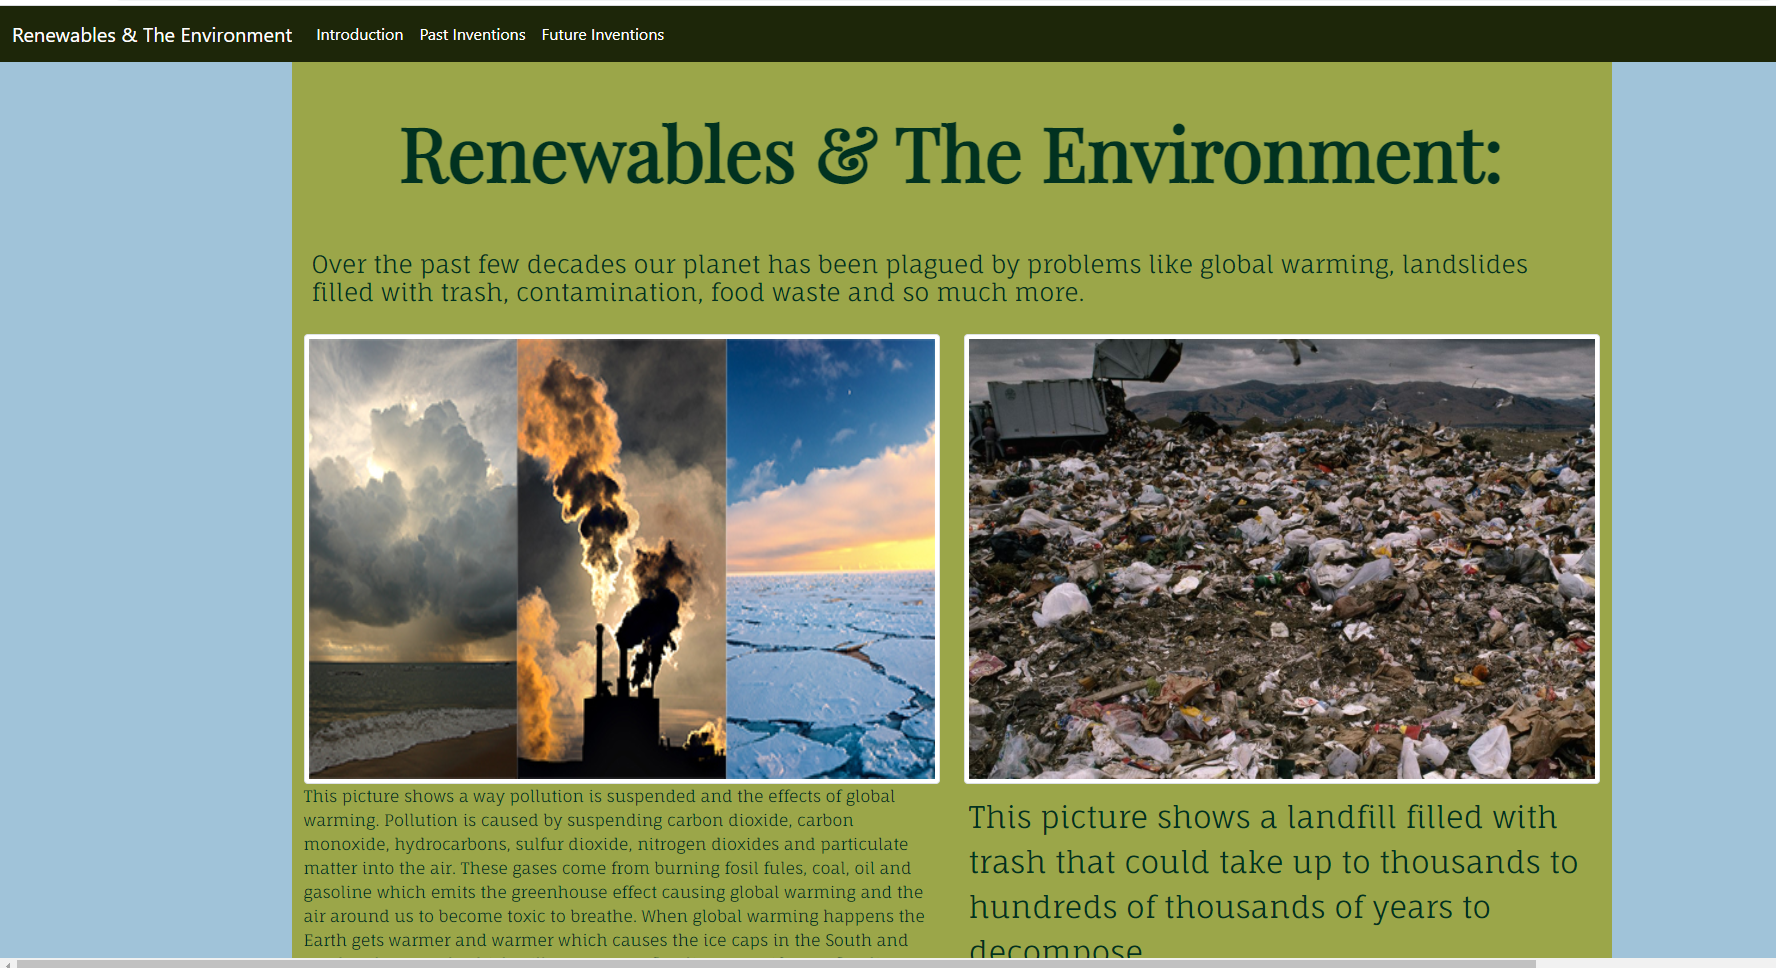 Renewables & The Environment Introduction Past Inventions Future Inventions
Renewables & The Environment:
Over the past few decades our planet has been plagued by problems like global warming, landslides
filled with trash, contamination, food waste and so much more.
This picture shows a way pollution is suspended and the effects of global
warming. Pollution is caused by suspending carbon dioxide, carbon
monoxide, hydrocarbons, sulfur dioxide, nitrogen dioxides and particulate
matter into the air. These gases come from burning fosil fules, coal, oil and
gasoline which emits the greenhouse effect causing global warming and the
air around us to become toxic to breathe. When global warming happens the
Earth gets warmer and warmer which causes the ice caps in the South and
This picture shows a landfill filled with
trash that could take up to thousands to
hundreds of thousands of years to
decompose